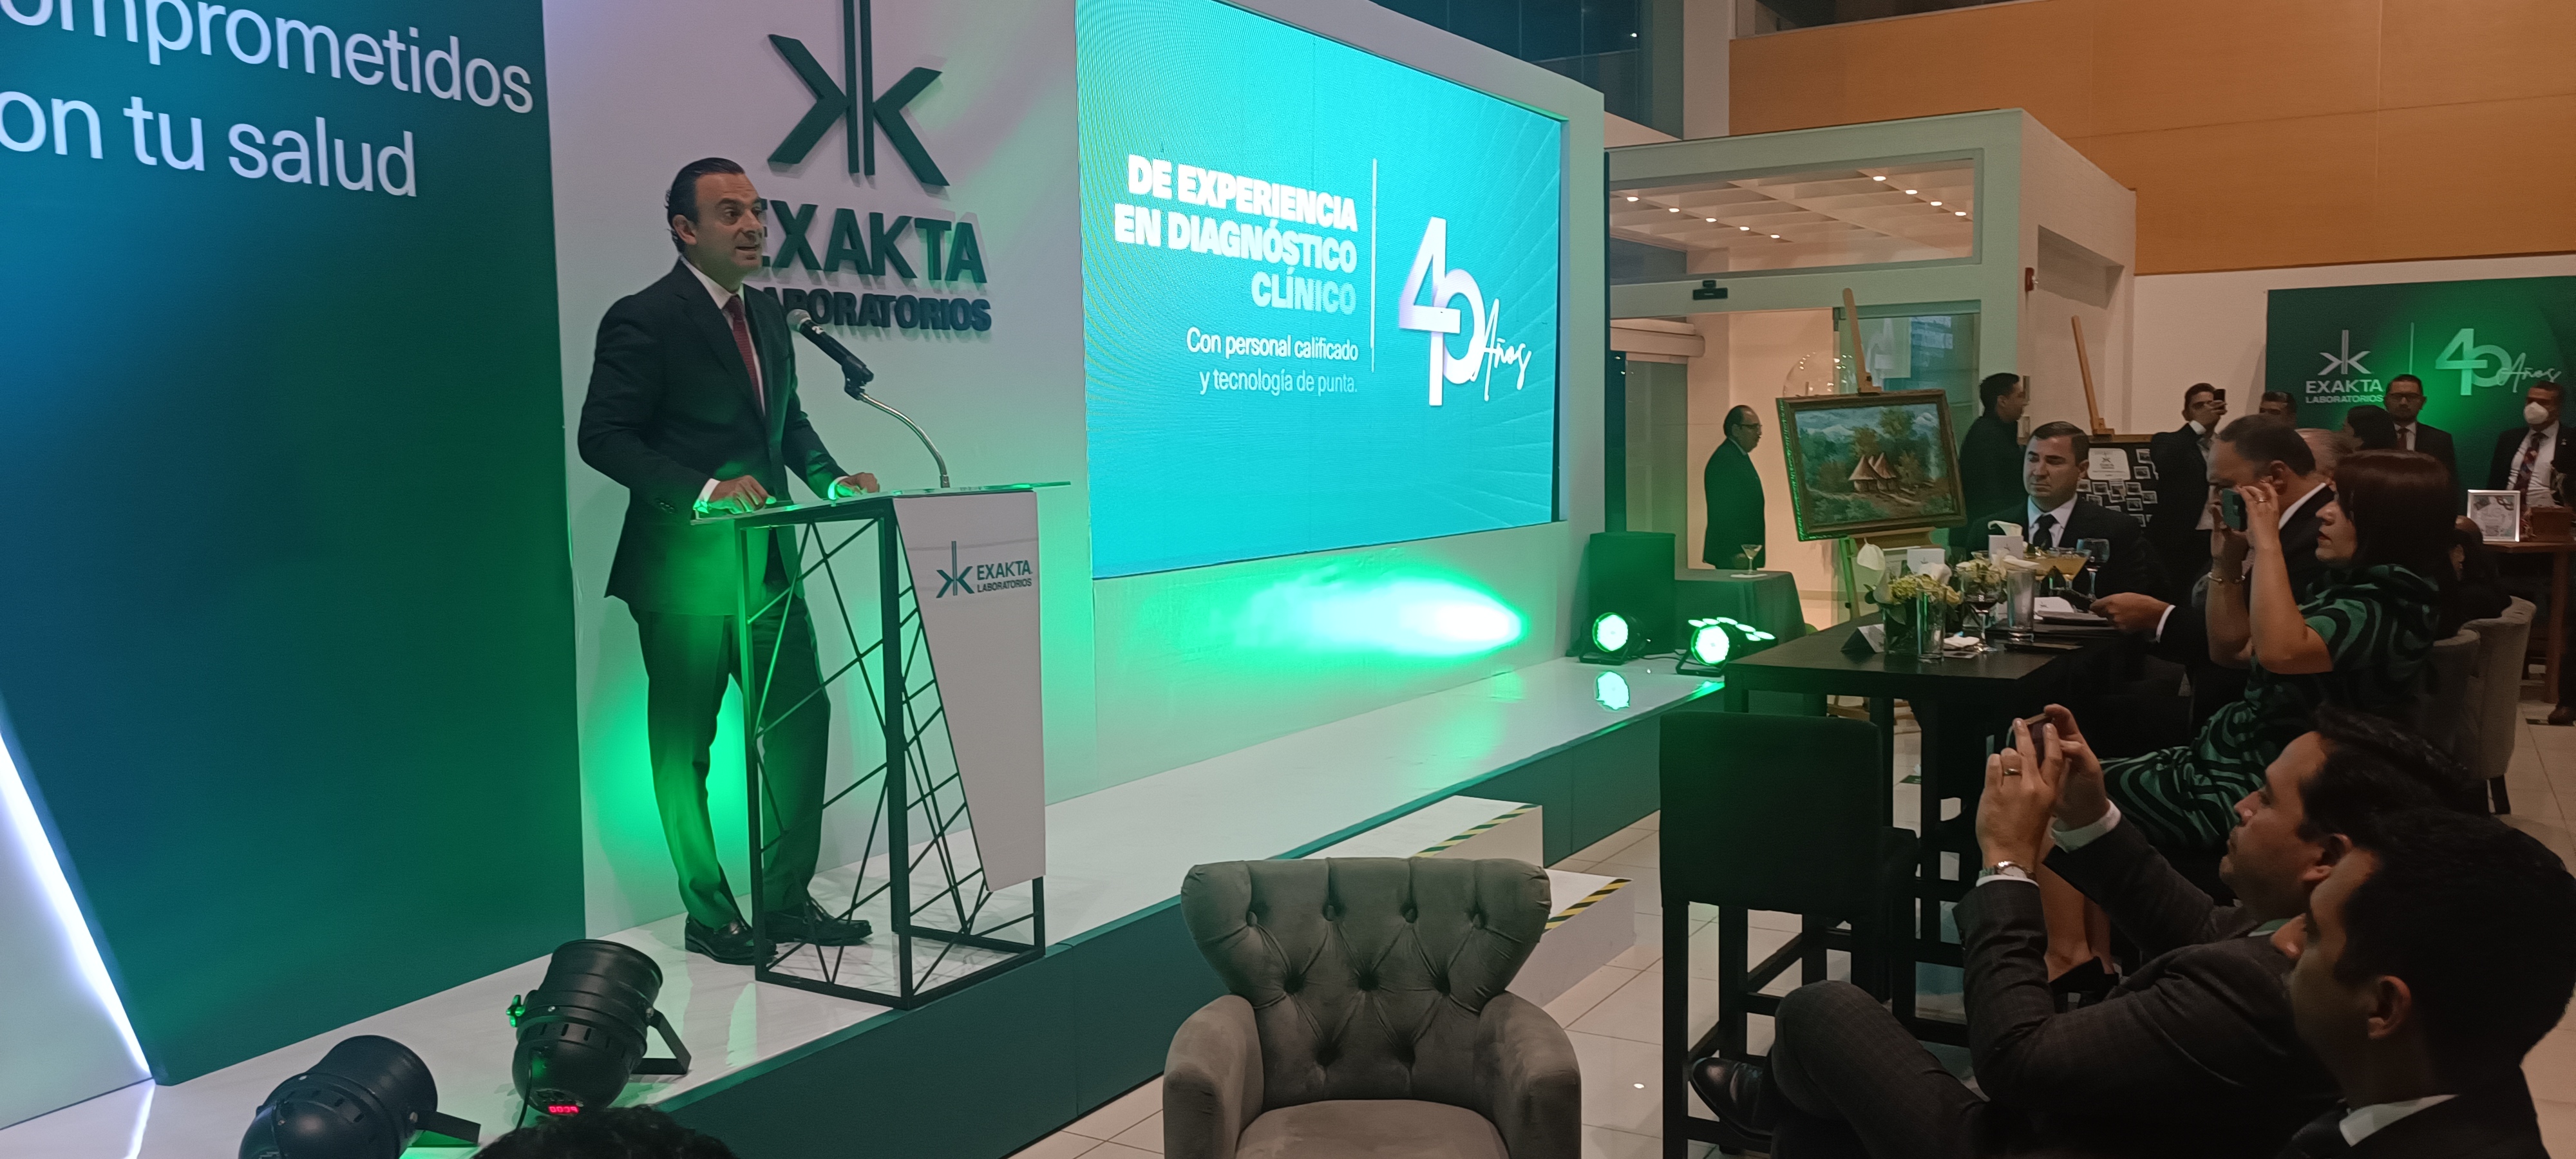 omprometidos
on tu salud
EXAKTA
LABORATORIOS
DE EXPERIENCIA
EN DIAGNÓSTICO
CLÍNICO
Con personal calificado
y tecnología de punta.
40 Años
EXAKTA
LABORATORIOS
EXAKTA
LABORATORIOS
40 Años